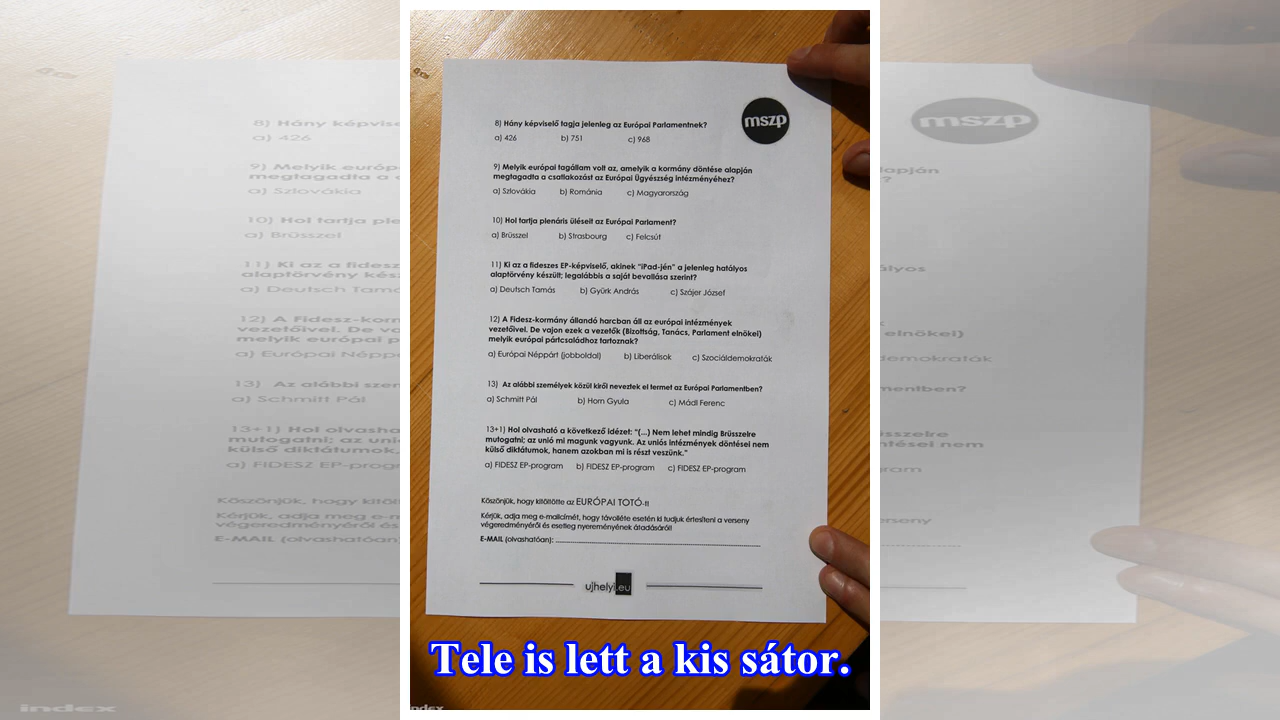 mszp
8) Hány képviselő tagja jelenleg az Európai Parlamentnek?
a) 426 b) 751 c) 968
9) Melyik európai tagállam volt az, amelyik a kormány döntése alapján
megtagadta a csatlakozást az Európai Ügyészség intézményéhez?
a) Szlovákia b) Románia c) Magyarország
10) Hol tartja plenáris üléseit az Európai Parlament?
a) Brüsszel b) Strasbourg c) Felcsút
11) Ki az a fideszes EP-képviselő, akinek "iPad-jén" a jelenleg hatályos
alaptörvény készült; legalábbis a saját bevallása szerint?
a) Deutsch Tamás b) Gyürk András c) Szájer József
12) A Fidesz-kormány állandó harcban áll az európai intézmények
vezetőivel. De vajon ezek a vezetők (Bizottság, Tanács, Parlament elnökei)
melyik európai pártcsaládhoz tartoznak?
a) Európai Néppárt (jobboldal) b) Liberálisok c) Szociáldemokraták
13) Az alábbi személyek közül kiről neveztek el termet az Európai Parlamentben?
a) Schmitt Pál b) Horn Gyula c) Mádl Ferenc
13+1) Hol olvasható a következő idézet: "(...) Nem lehet mindig Brüsszelre
mutogatni; az unió mi magunk vagyunk. Az uniós intézmények döntései nem
külső diktátumok, hanem azokban mi is részt veszünk."
a) FIDESZ EP-program b) FIDESZ EP-program c) FIDESZ EP-program
Köszönjük, hogy kitöltötte az EURÓPAI TOTÓ-t!
Kérjük, adja meg e-mailcímét, hogy távolléte esetén ki tudjuk értesíteni a verseny
végeredményéről és esetleg nyereményének átadásáról!
E-MAIL (olvashatóan):
ujhelyi.eu
Tele is lett a kis sátor.
index